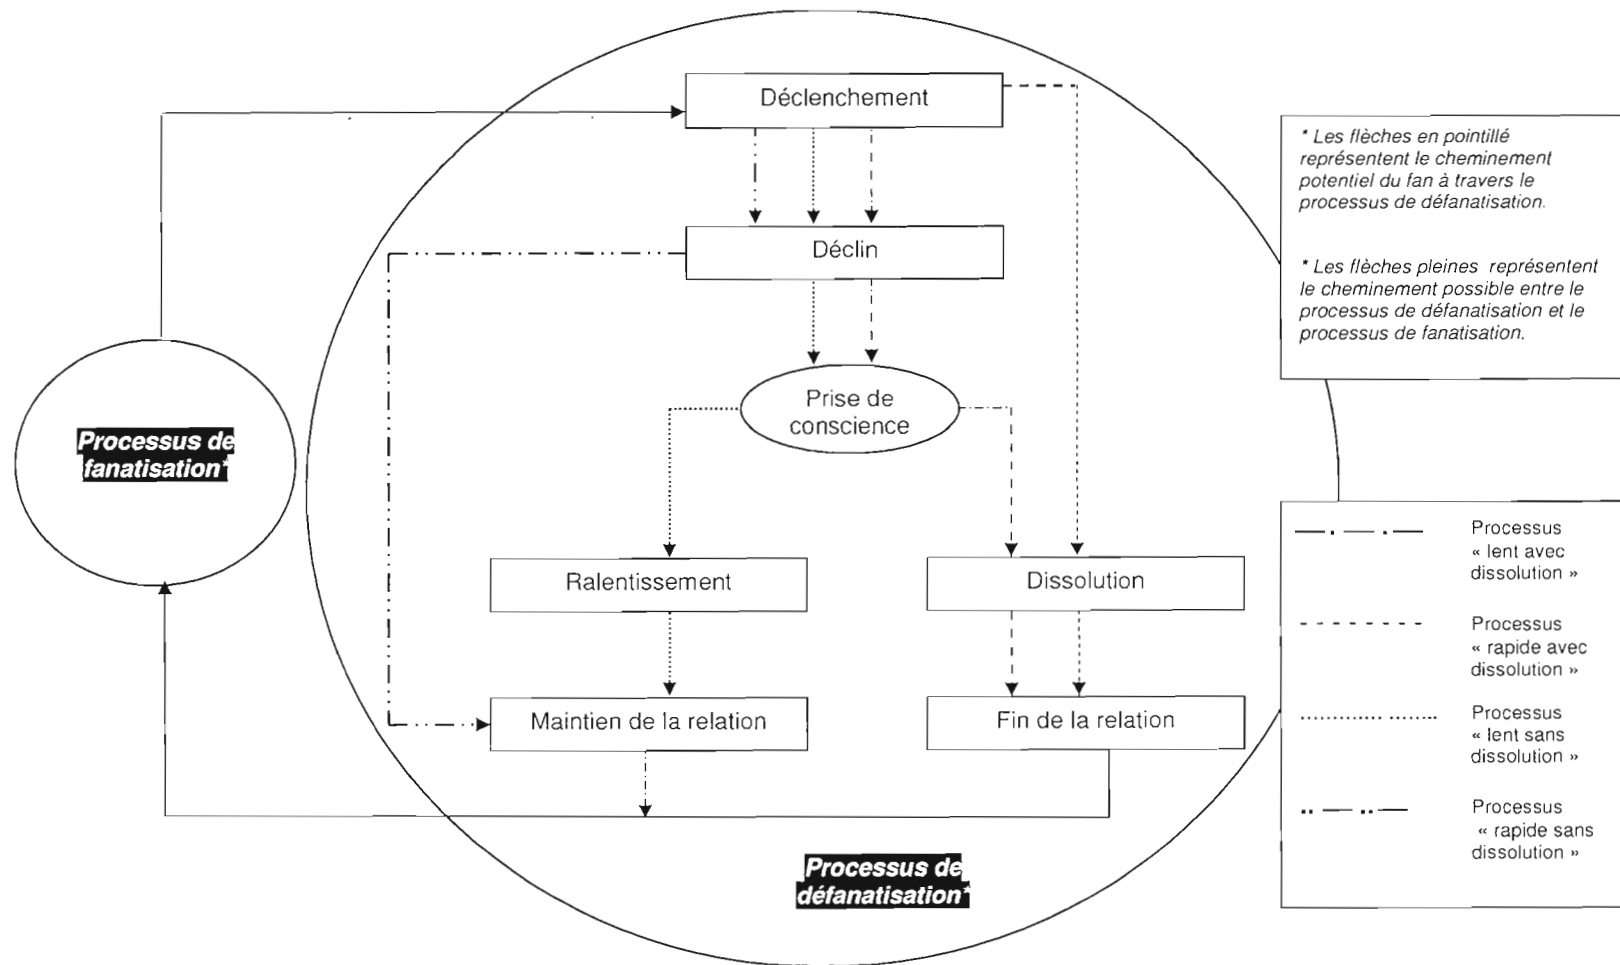 Déclenchement
Déclin
Prise de
conscience
Ralentissement
Dissolution
Maintien de la relation
Fin de la relation
Processus de
fanatisation*
Processus de
défanatisation*
* Les flèches en pointillé
représentent le cheminement
potentiel du fan à travers le
processus de défanatisation.
* Les flèches pleines représentent
le cheminement possible entre le
processus de défanatisation et le
processus de fanatisation.
Processus
« lent avec
dissolution »
Processus
« rapide avec
dissolution »
Processus
« lent sans
dissolution »
Processus
« rapide sans
dissolution »